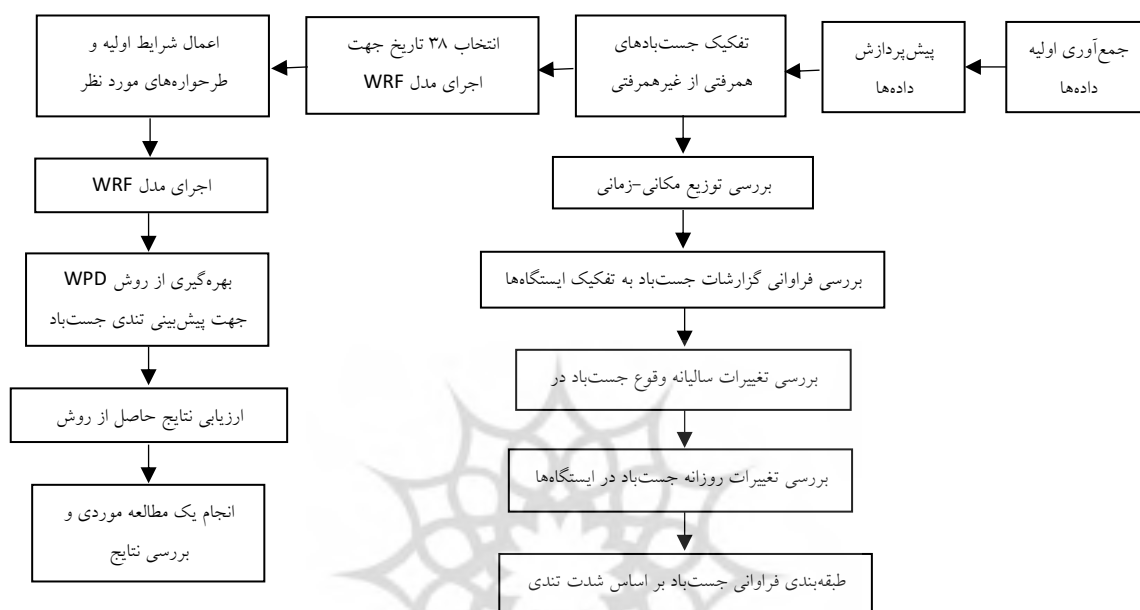 جمع‌آوری اولیه
داده‌ها
پیش‌پردازش
داده‌ها
تفکیک جست‌بادهای
همرفتی از غیرهمرفتی
انتخاب ۳۸ تاریخ جهت
اجرای مدل WRF
اعمال شرایط اولیه و
طرحواره‌های مورد نظر
بررسی توزیع مکانی-زمانی
بررسی فراوانی گزارشات جست‌باد به تفکیک ایستگاه‌ها
بررسی تغییرات سالیانه وقوع جست‌باد در
بررسی تغییرات روزانه جست‌باد در ایستگاه‌ها
طبقه‌بندی فراوانی جست‌باد بر اساس شدت تندی
اجرای مدل WRF
بهره‌گیری از روش WPD
جهت پیش‌بینی تندی جست‌باد
ارزیابی نتایج حاصل از روش
انجام یک مطالعه موردی و
بررسی نتایج